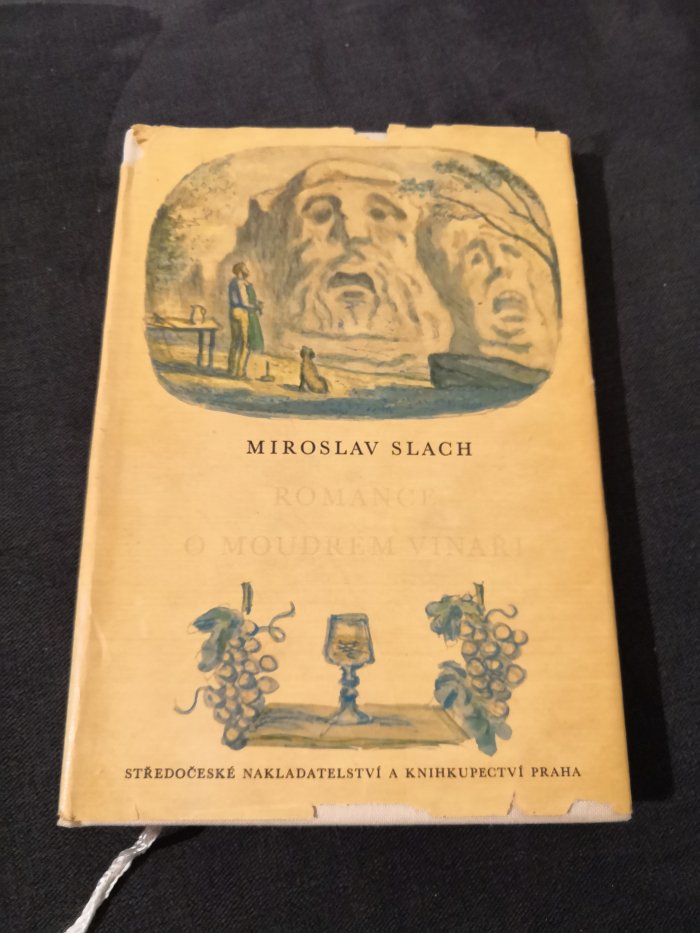 MIROSLAV SLACH
ROMANCE
O MOUDRÉM VINAŘI
STŘEDOČESKÉ NAKLADATELSTVÍ A KNIHKUPECTVÍ PRAHA